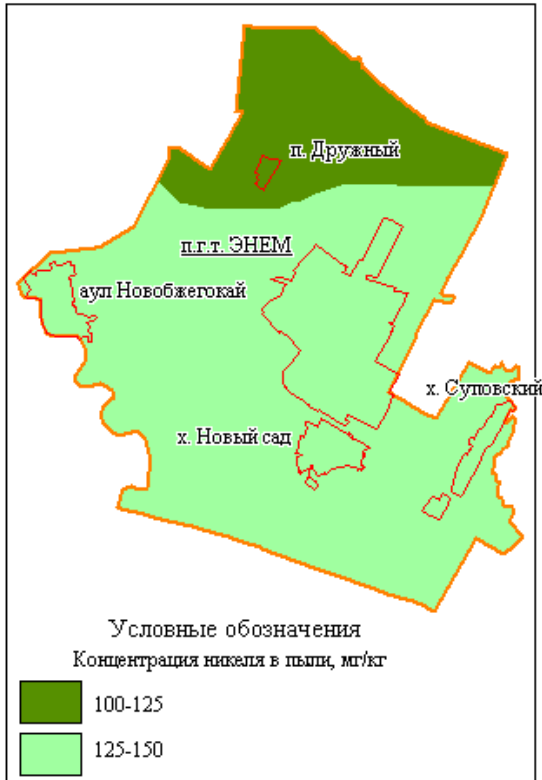 п. Дружный
п.г.т. ЭНЕМ
аул Новобжегокай
х. Суповский
х. Новый сад
Условные обозначения
Концентрация никеля в пыли, мг/кг
100-125
125-150